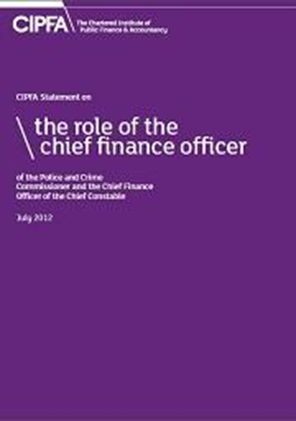 CIPFA
The Chartered Institute of
Public Finance & Accountancy
CIPFA Statement on
the role of the
chief finance officer
of the Police and Crime
Commissioner and the Chief Finance
Officer of the Chief Constable
July 2012